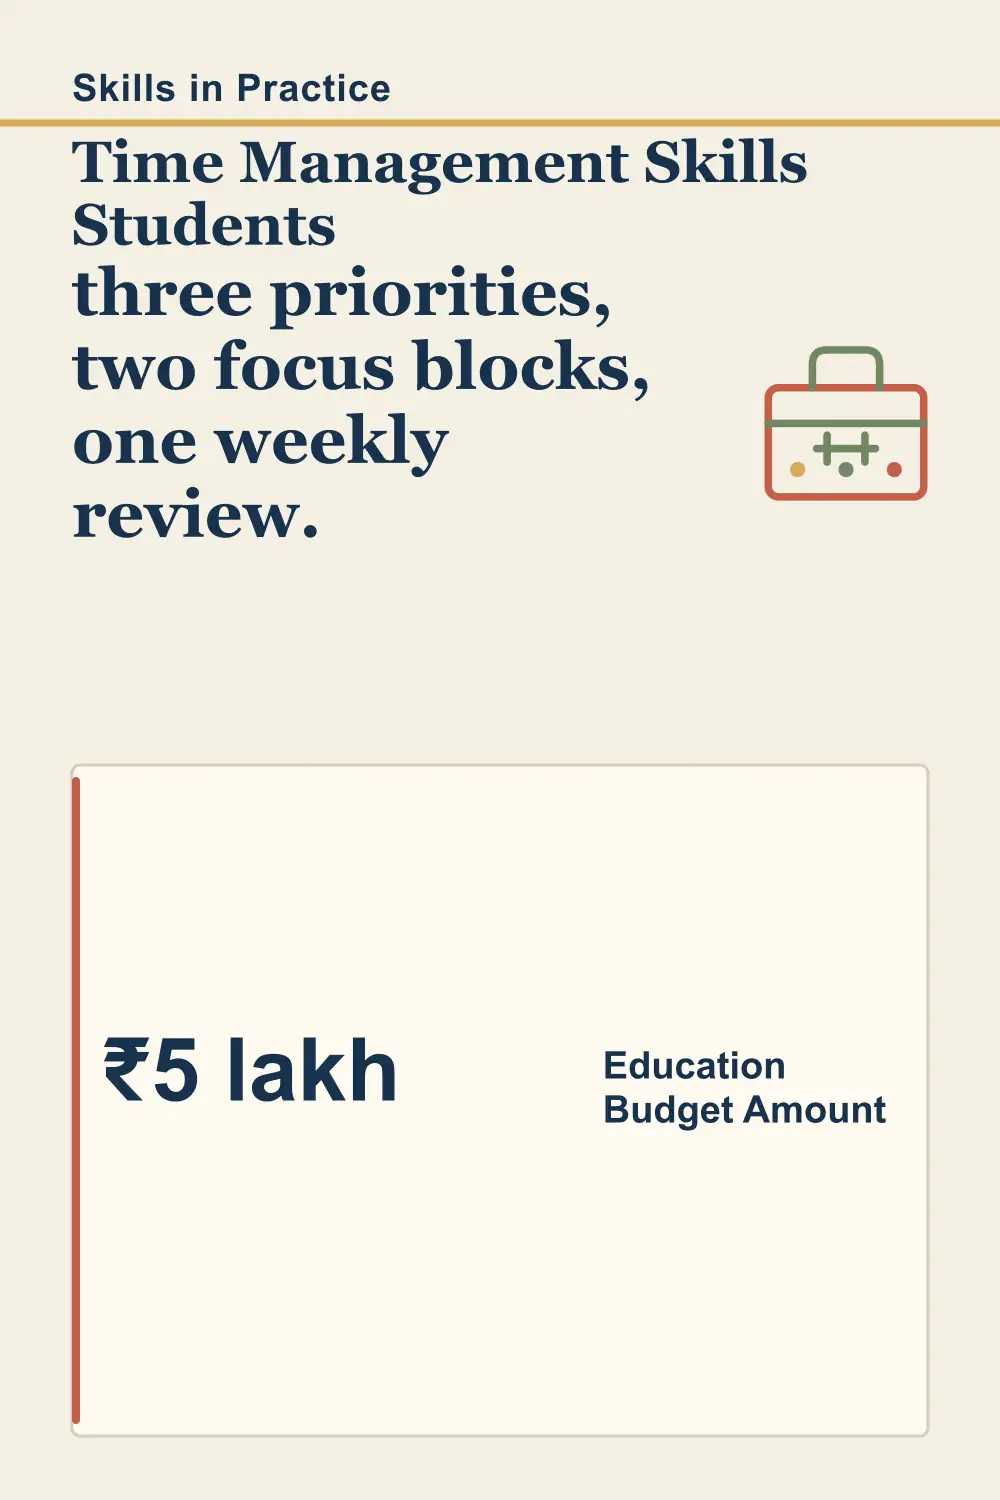 Skills in Practice
Time Management Skills
Students
three priorities,
two focus blocks,
one weekly
review.
₹5 lakh
Education
Budget Amount